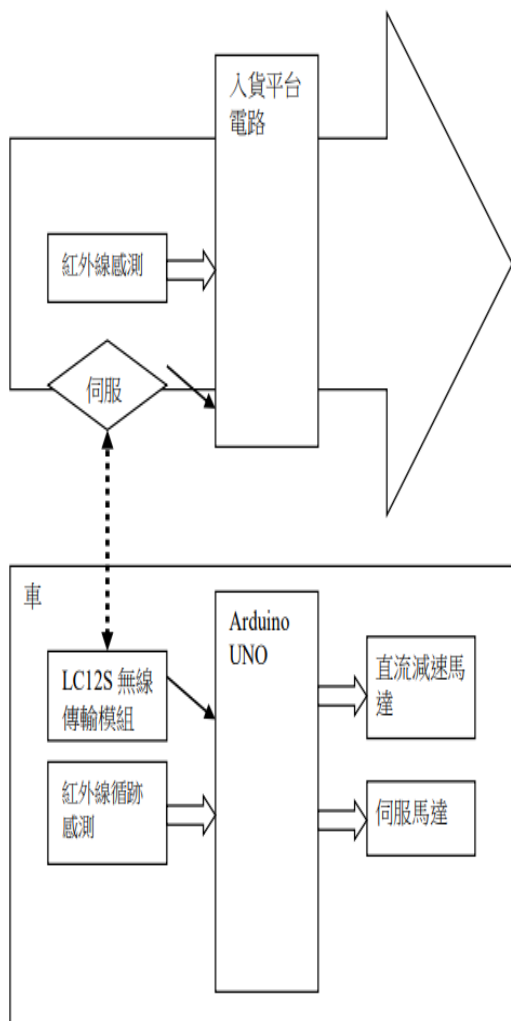 入貨平台
電路
紅外線感測
伺服
車
Arduino
UNO
LC12S 無線
傳輸模組
直流減速馬
達
紅外線循跡
感測
伺服馬達